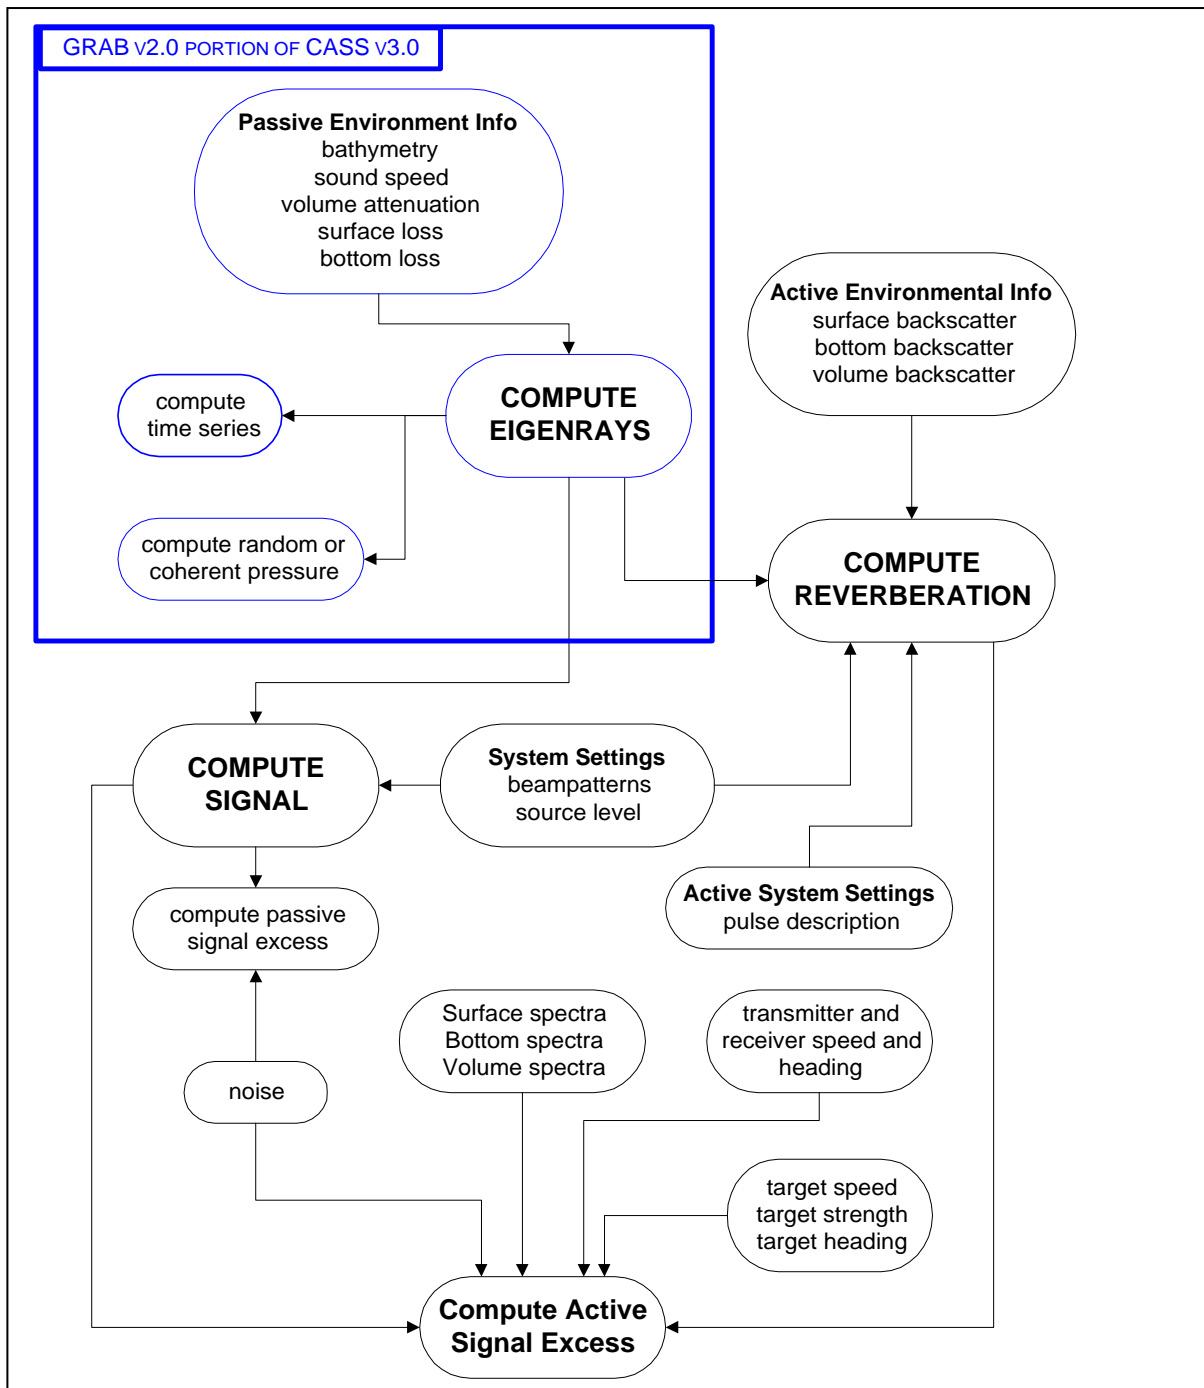 GRAB V2.0 PORTION OF CASS V3.0
Passive Environment Info
bathymetry
sound speed
volume attenuation
surface loss
bottom loss
Active Environmental Info
surface backscatter
bottom backscatter
volume backscatter
COMPUTE
EIGENRAYS
compute
time series
compute random or
coherent pressure
COMPUTE
REVERBERATION
COMPUTE
SIGNAL
System Settings
beampatterns
source level
Active System Settings
pulse description
compute passive
signal excess
Surface spectra
Bottom spectra
Volume spectra
transmitter and
receiver speed and
heading
noise
target speed
target strength
target heading
Compute Active
Signal Excess